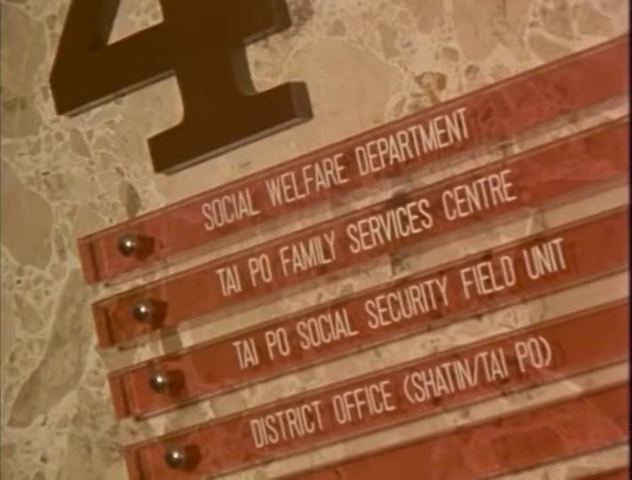 4
SOCIAL WELFARE DEPARTMENT
TAI PO FAMILY SERVICES CENTRE
TAI PO SOCIAL SECURITY FIELD UNIT
DISTRICT OFFICE (SHATIN/TAI PO)